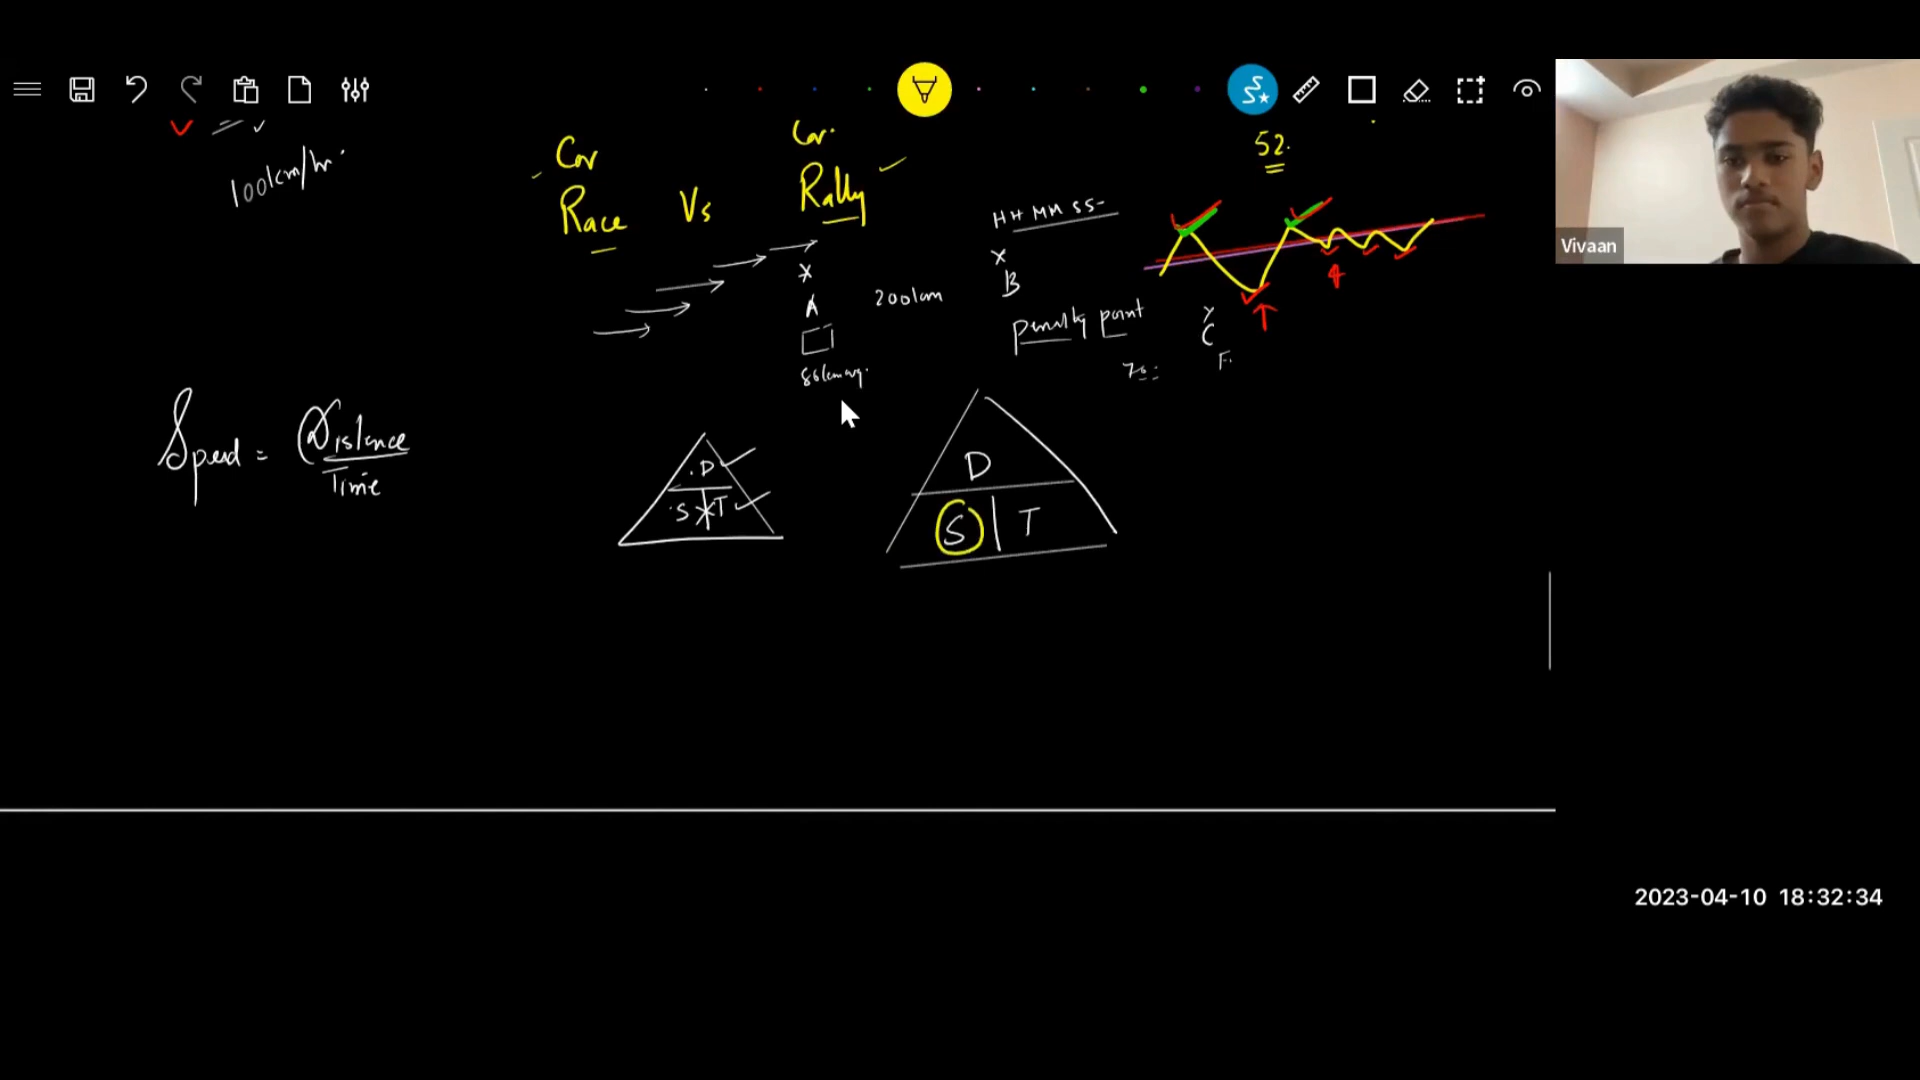 100km/hr.
Car
Race
Vs
Car.
Rally
HH MM SS
52.
Vivaan
x
A
200km
x
B
Penalty point
C
F.
Speed = Distance
Time
D
S T
D
S T
2023-04-10 18:32:34